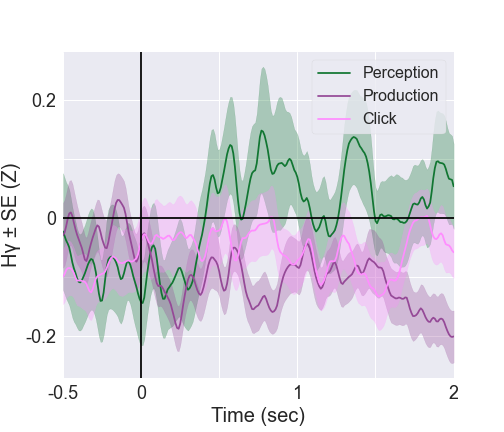 Perception
Production
Click
Hγ ± SE (Z)
0.2
0
-0.2
-0.5
0
1
2
Time (sec)